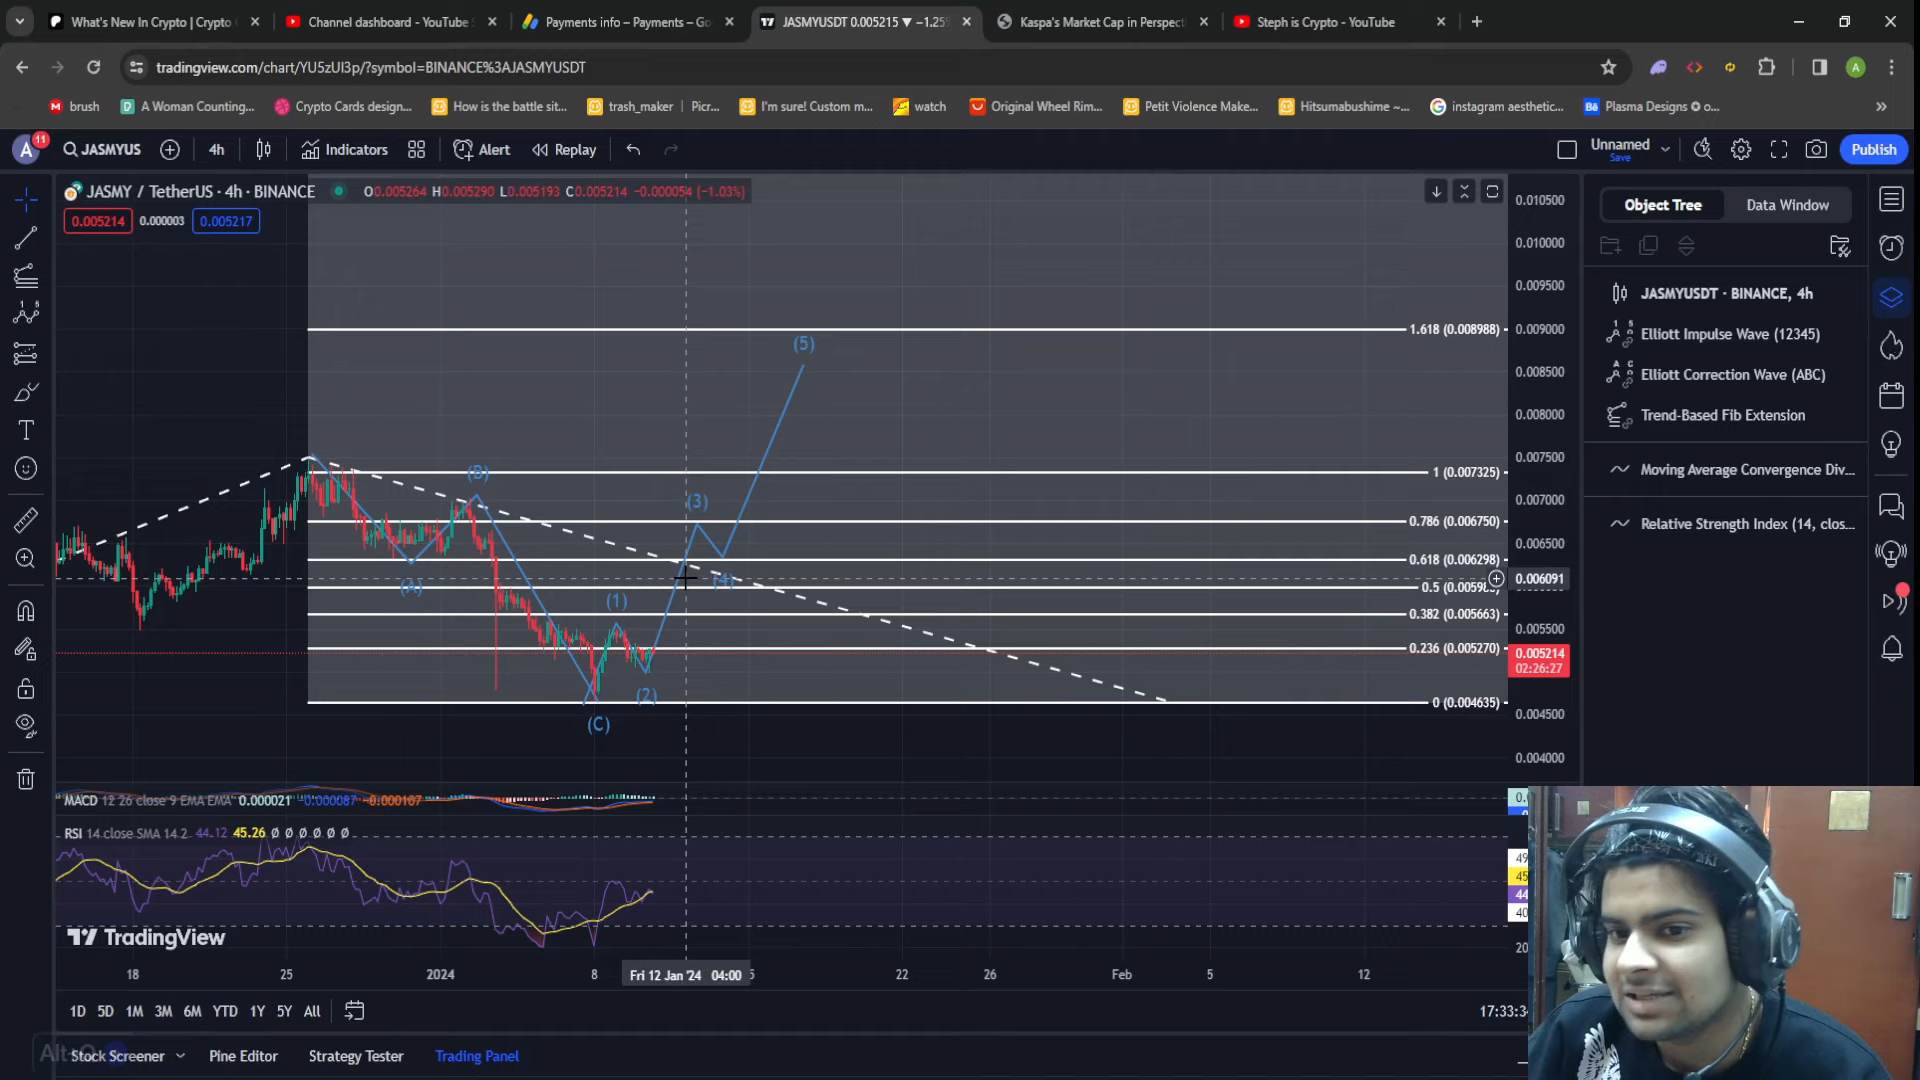 What's New In Crypto | Crypto
Channel dashboard - YouTube
Payments info – Payments – Go
JASMYUSDT 0.005215 ▼ −1.25
Kaspa's Market Cap in Perspect
Steph is Crypto - YouTube
tradingview.com/chart/YU5zUI3p/?symbol=BINANCE%3AJASMYUSDT
A
brush
A Woman Counting...
Crypto Cards design...
How is the battle sit...
trash_maker | Picr...
I'm sure! Custom m...
watch
Original Wheel Rim...
Petit Violence Make...
Hitsumabushime ~...
instagram aesthetic...
Plasma Designs
A 11
JASMYUS
4h
Indicators
Alert
Replay
Unnamed
Save
Publish
JASMY / TetherUS · 4h · BINANCE
O0.005264 H0.005290 L0.005193 C0.005214 −0.000054 (−1.03%)
0.005214 0.000003 0.005217
Object Tree
Data Window
JASMYUSDT · BINANCE, 4h
Elliott Impulse Wave (12345)
Elliott Correction Wave (ABC)
Trend-Based Fib Extension
Moving Average Convergence Div...
Relative Strength Index (14, clos...
0.010500
0.010000
0.009500
0.009000
0.008500
0.008000
0.007500
0.007000
0.006500
0.006091
0.005500
0.005214
02:26:27
0.004500
0.004000
1.618 (0.008988)
1 (0.007325)
0.786 (0.006750)
0.618 (0.006298)
0.382 (0.005663)
0.236 (0.005270)
0 (0.004635)
(5)
(B)
(3)
(A)
(4)
(1)
(2)
(C)
MACD 12 26 close 9 EMA EMA 0.000021 −0.000087 −0.000107
RSI 14 close SMA 14 2 44.12 45.26 Ø Ø Ø Ø Ø Ø
49
45
44
40
20
TradingView
18
25
2024
8
Fri 12 Jan '24 04:00
22
26
Feb
5
12
1D 5D 1M 3M 6M YTD 1Y 5Y All
Stock Screener
Pine Editor
Strategy Tester
Trading Panel